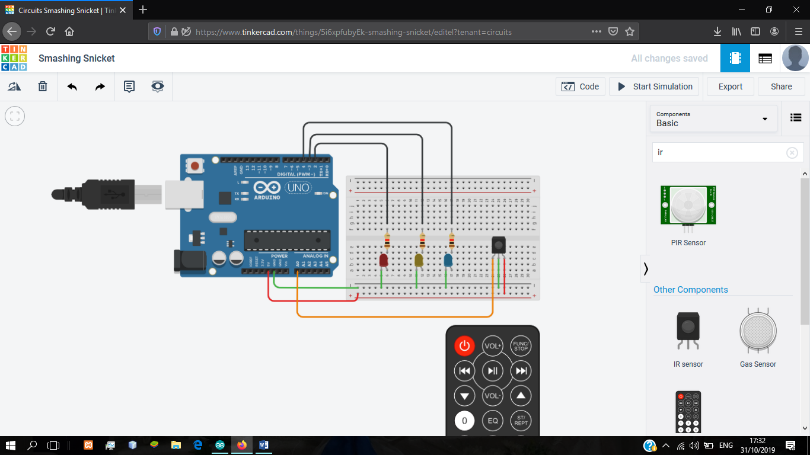 Circuits Smashing Snicket | Tin
https://www.tinkercad.com/things/5i6xpfubyEk-smashing-snicket/editel?tenant=circuits
TIN
KER
CAD
Smashing Snicket
All changes saved
Code
Start Simulation
Export
Share
Components
Basic
ir
PIR Sensor
Other Components
IR sensor
Gas Sensor
DIGITAL (PWM ~)
UNO
ARDUINO
POWER
ANALOG IN
VOL+
FUNC/
STOP
VOL-
0
EQ
ST/
REPT
ENG
17:32
31/10/2019